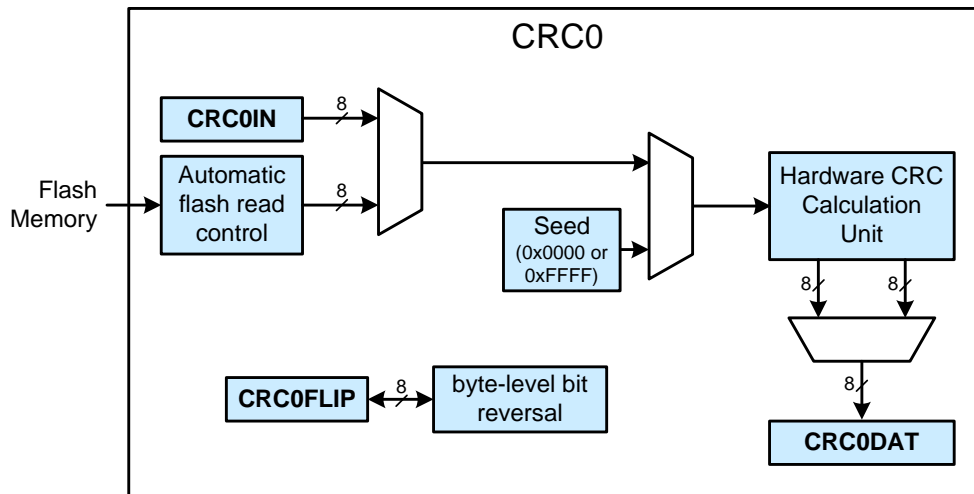 CRC0
CRC0IN
8
Flash
Memory
Automatic
flash read
control
8
Seed
(0x0000 or
0xFFFF)
Hardware CRC
Calculation
Unit
8
8
CRC0FLIP
8
byte-level bit
reversal
8
CRC0DAT